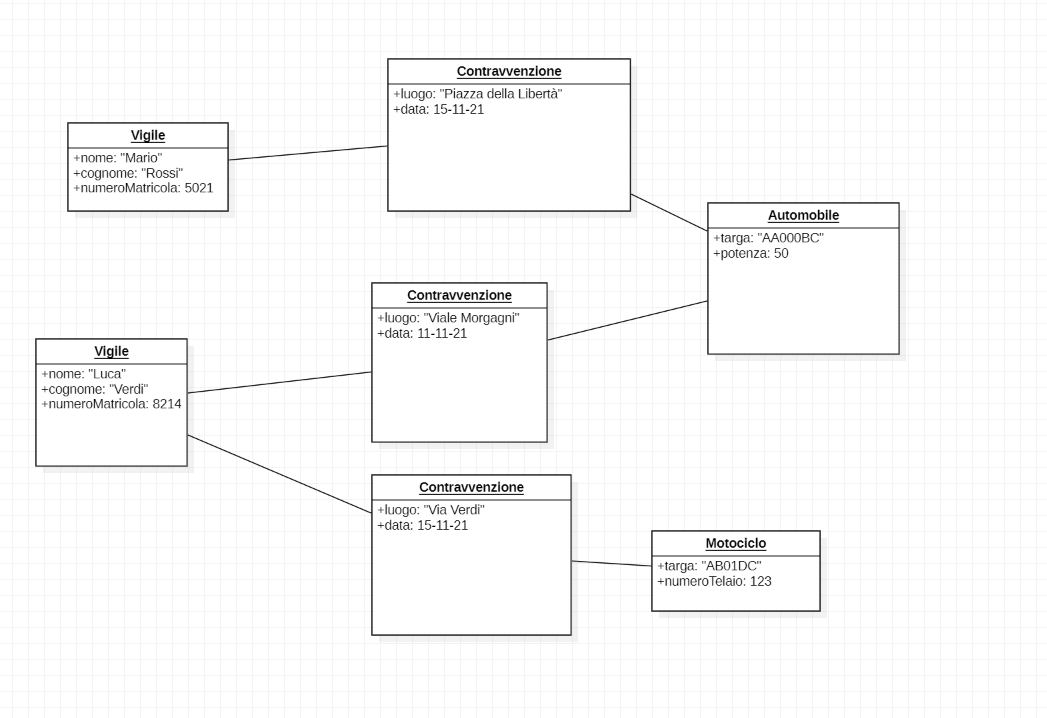 Contravvenzione
+luogo: "Piazza della Libertà"
+data: 15-11-21
Vigile
+nome: "Mario"
+cognome: "Rossi"
+numeroMatricola: 5021
Automobile
+targa: "AA000BC"
+potenza: 50
Contravvenzione
+luogo: "Viale Morgagni"
+data: 11-11-21
Vigile
+nome: "Luca"
+cognome: "Verdi"
+numeroMatricola: 8214
Contravvenzione
+luogo: "Via Verdi"
+data: 15-11-21
Motociclo
+targa: "AB01DC"
+numeroTelaio: 123